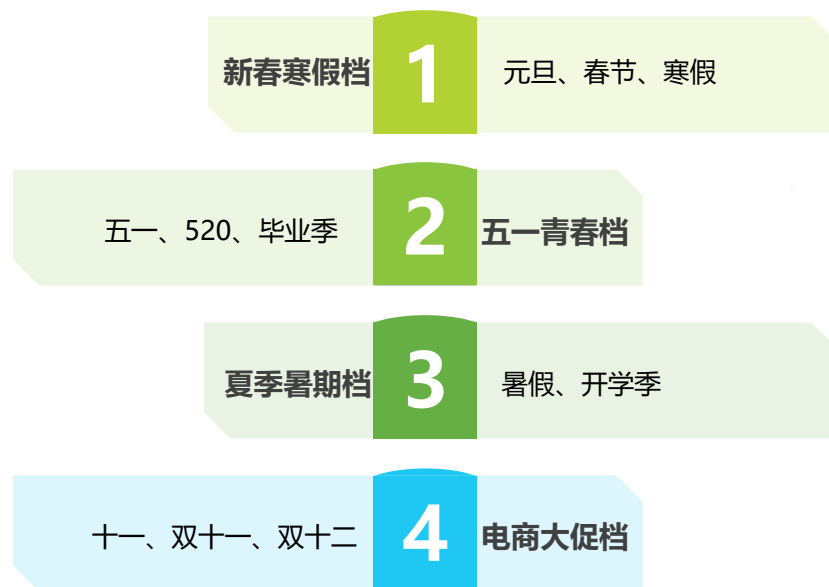 新春寒假档 1 元旦、春节、寒假
五一、520、毕业季 2 五一青春档
夏季暑期档 3 暑假、开学季
十一、双十一、双十二 4 电商大促档